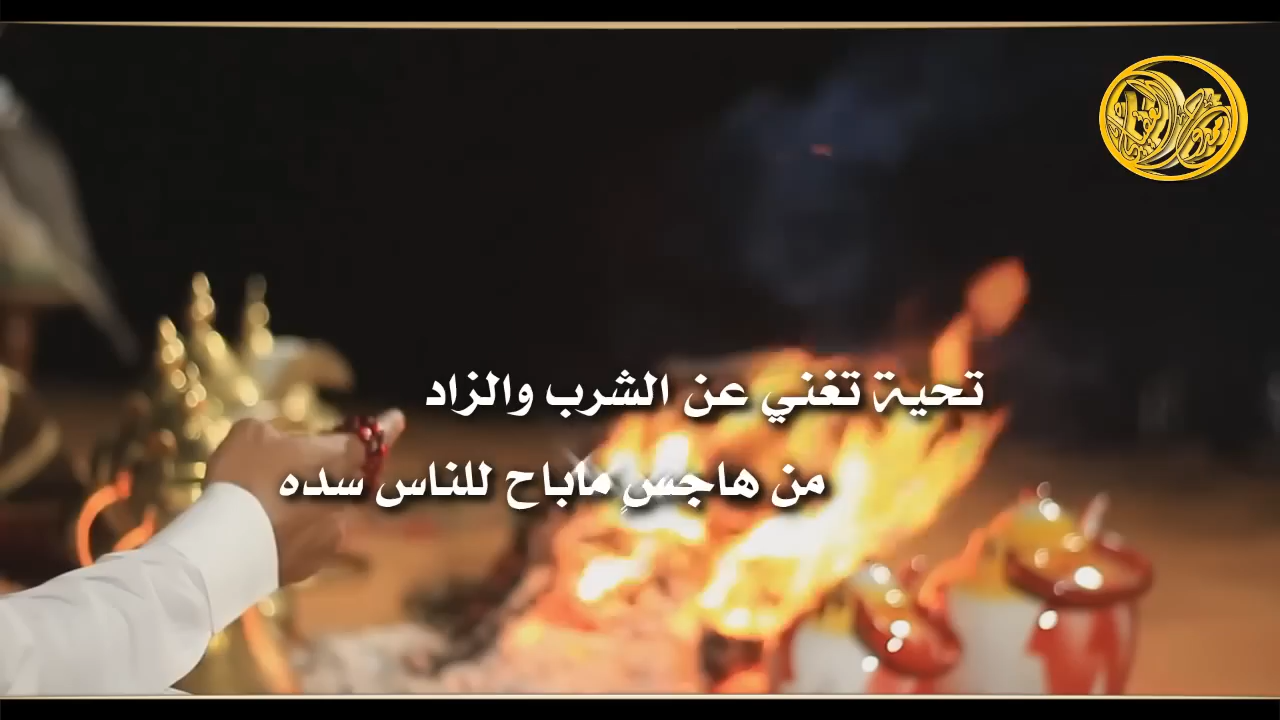 تحية تغني عن الشرب والزاد
من هاجسٍ ماباح للناس سده